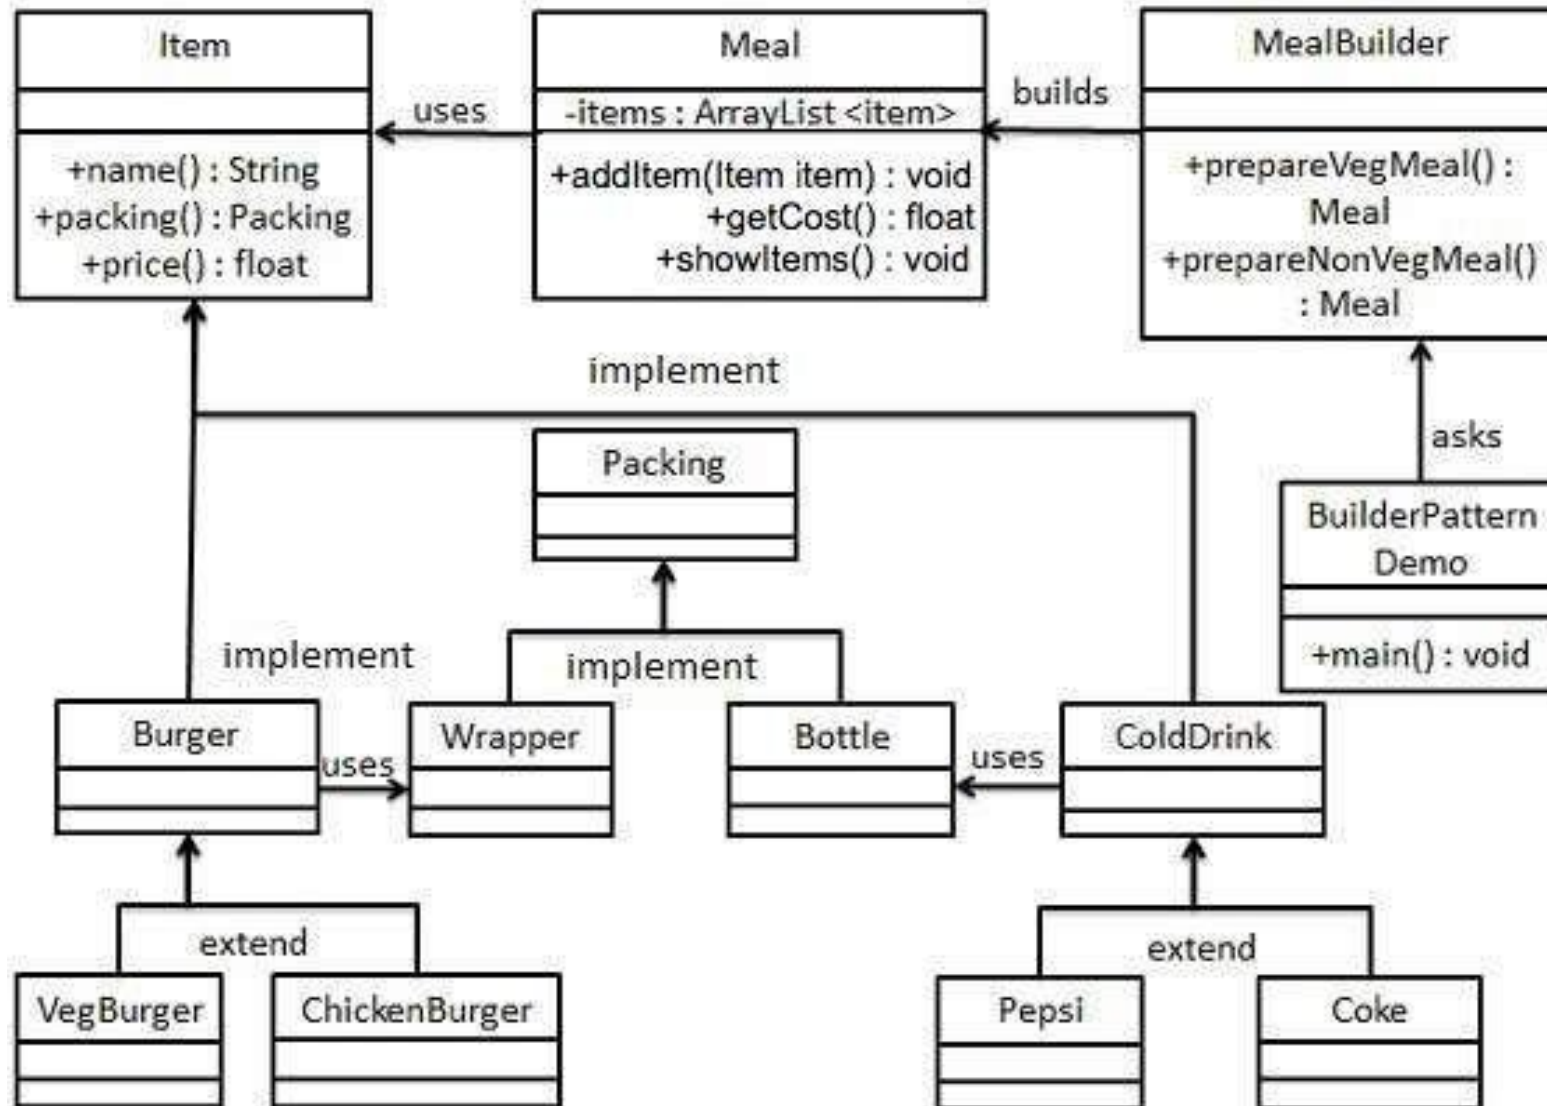 Item
Meal
MealBuilder
uses
-items : ArrayList <item>
builds
+name() : String
+packing() : Packing
+price() : float
+addItem(Item item) : void
+getCost() : float
+showItems() : void
+prepareVegMeal() :
Meal
+prepareNonVegMeal()
: Meal
implement
asks
Packing
BuilderPattern
Demo
+main() : void
implement
implement
Burger
uses
Wrapper
Bottle
uses
ColdDrink
extend
extend
VegBurger
ChickenBurger
Pepsi
Coke